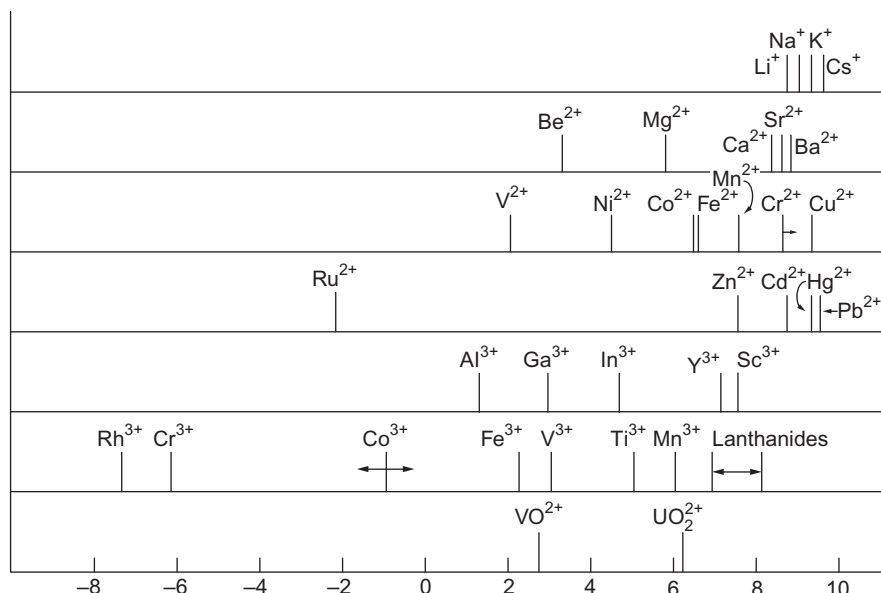 Na⁺ K⁺
Li⁺ Cs⁺
Be²⁺ Mg²⁺ Sr²⁺
Ca²⁺ Ba²⁺
Mn²⁺
V²⁺ Ni²⁺ Co²⁺ Fe²⁺ Cr²⁺ Cu²⁺
Ru²⁺ Zn²⁺ Cd²⁺ Hg²⁺
Pb²⁺
Al³⁺ Ga³⁺ In³⁺ Y³⁺ Sc³⁺
Rh³⁺ Cr³⁺ Co³⁺ Fe³⁺ V³⁺ Ti³⁺ Mn³⁺ Lanthanides
VO²⁺ UO₂²⁺
–8 –6 –4 –2 0 2 4 6 8 10